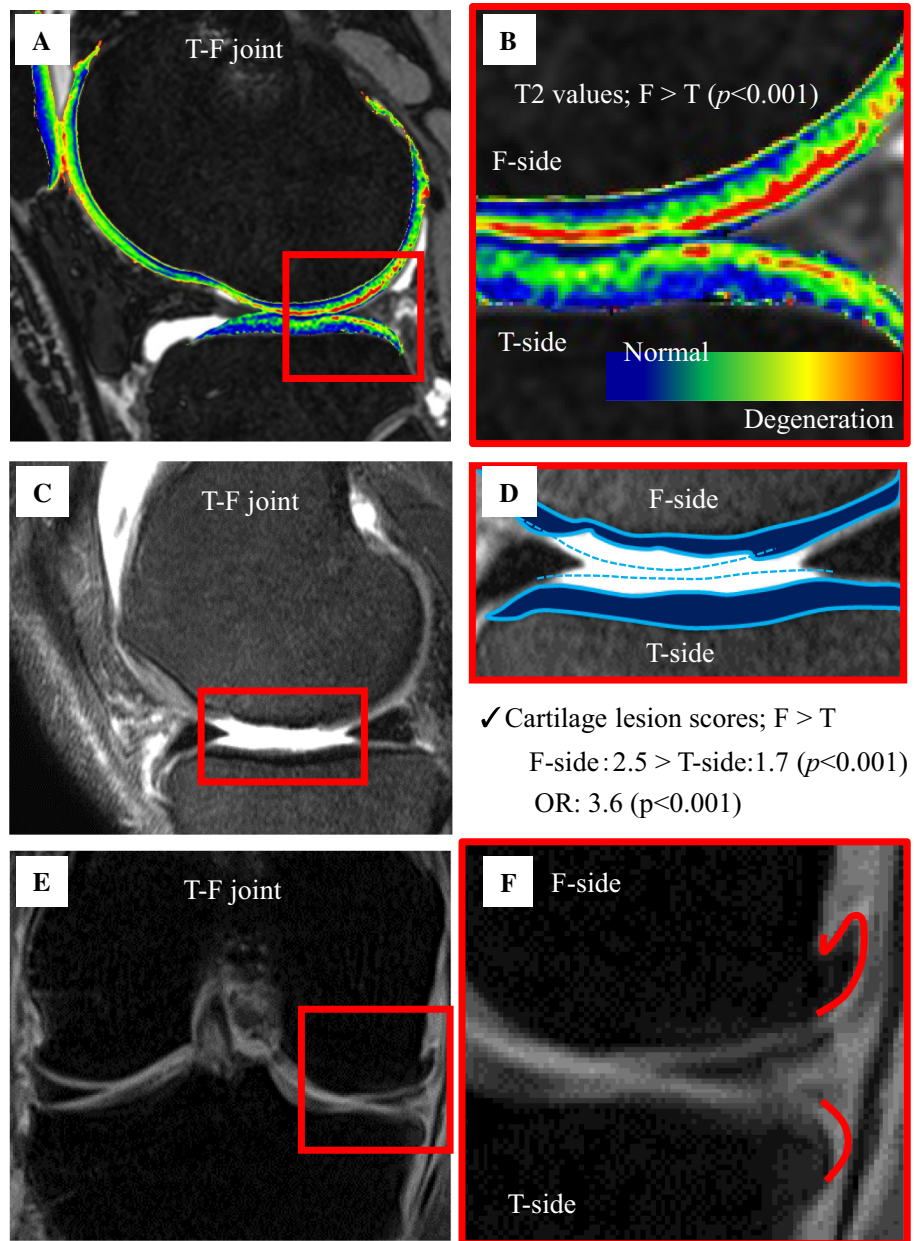 A
T-F joint
B
T2 values; F > T (p<0.001)
F-side
T-side
Normal
Degeneration
C
T-F joint
D
F-side
T-side
✓Cartilage lesion scores; F > T
F-side:2.5 > T-side:1.7 (p<0.001)
OR: 3.6 (p<0.001)
E
T-F joint
F
F-side
T-side